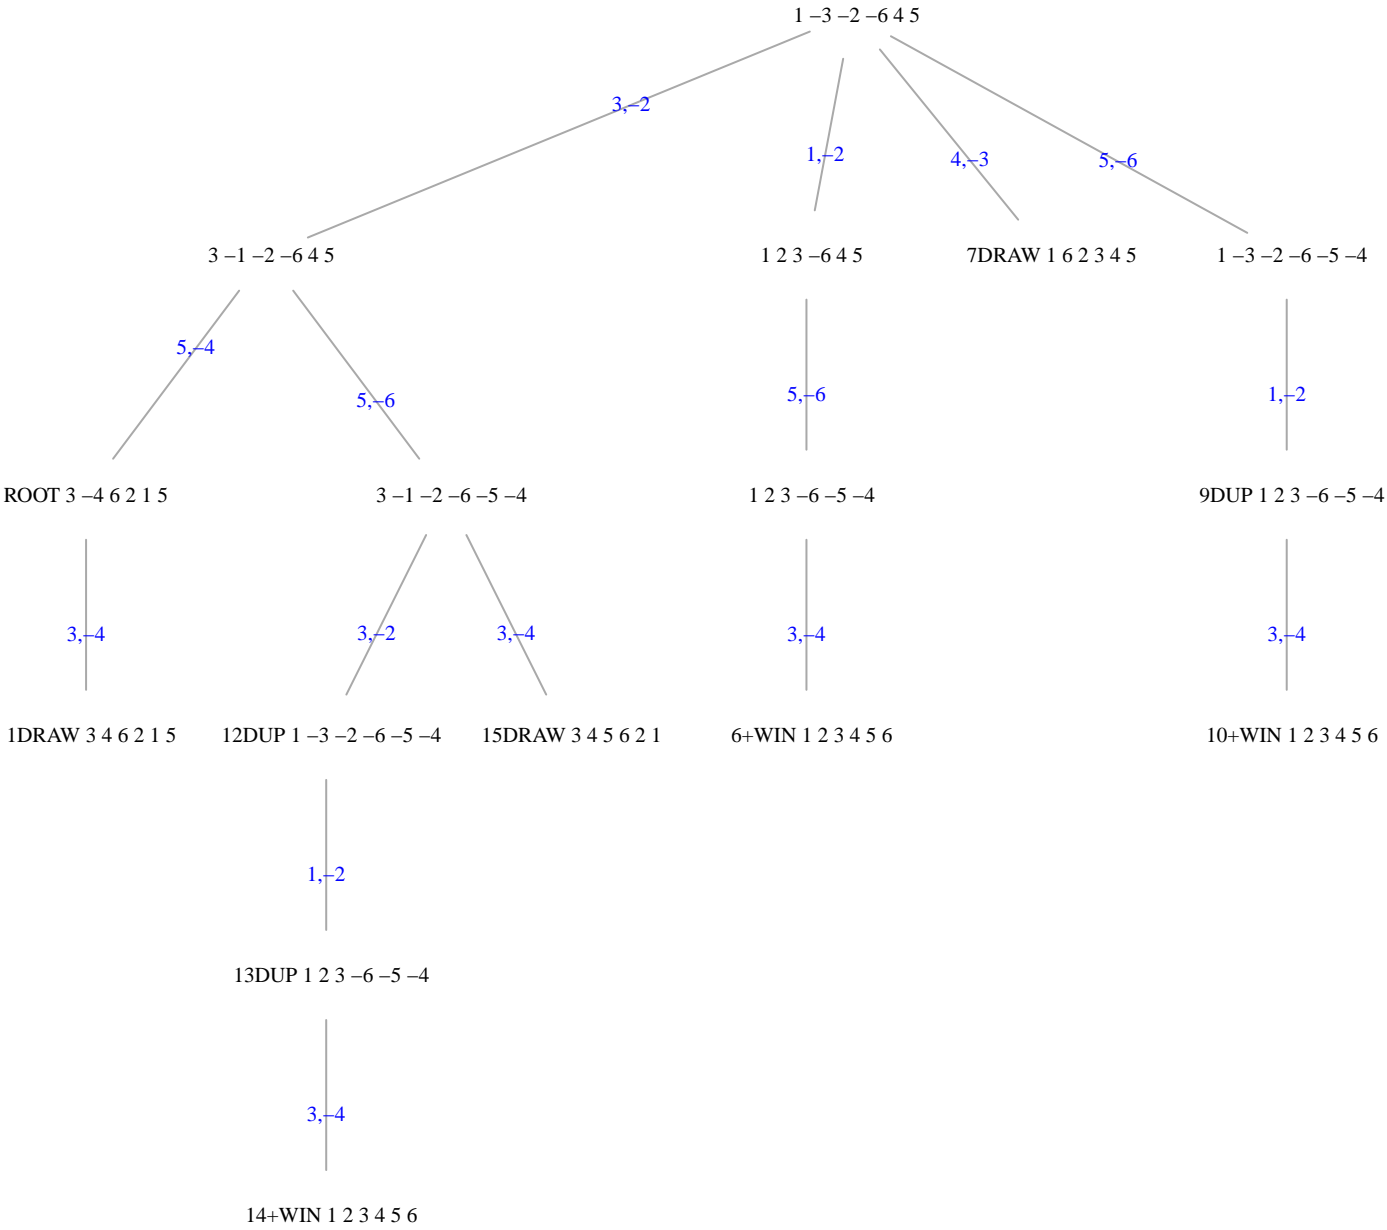 1 –3 –2 –6 4 5
3,–2
1,–2
4,–3
5,–6
3 –1 –2 –6 4 5
1 2 3 –6 4 5
7DRAW 1 6 2 3 4 5
1 –3 –2 –6 –5 –4
5,–4
5,–6
5,–6
1,–2
ROOT 3 –4 6 2 1 5
3 –1 –2 –6 –5 –4
1 2 3 –6 –5 –4
9DUP 1 2 3 –6 –5 –4
3,–4
3,–2
3,–4
3,–4
3,–4
1DRAW 3 4 6 2 1 5
12DUP 1 –3 –2 –6 –5 –4
15DRAW 3 4 5 6 2 1
6+WIN 1 2 3 4 5 6
10+WIN 1 2 3 4 5 6
1,–2
13DUP 1 2 3 –6 –5 –4
3,–4
14+WIN 1 2 3 4 5 6